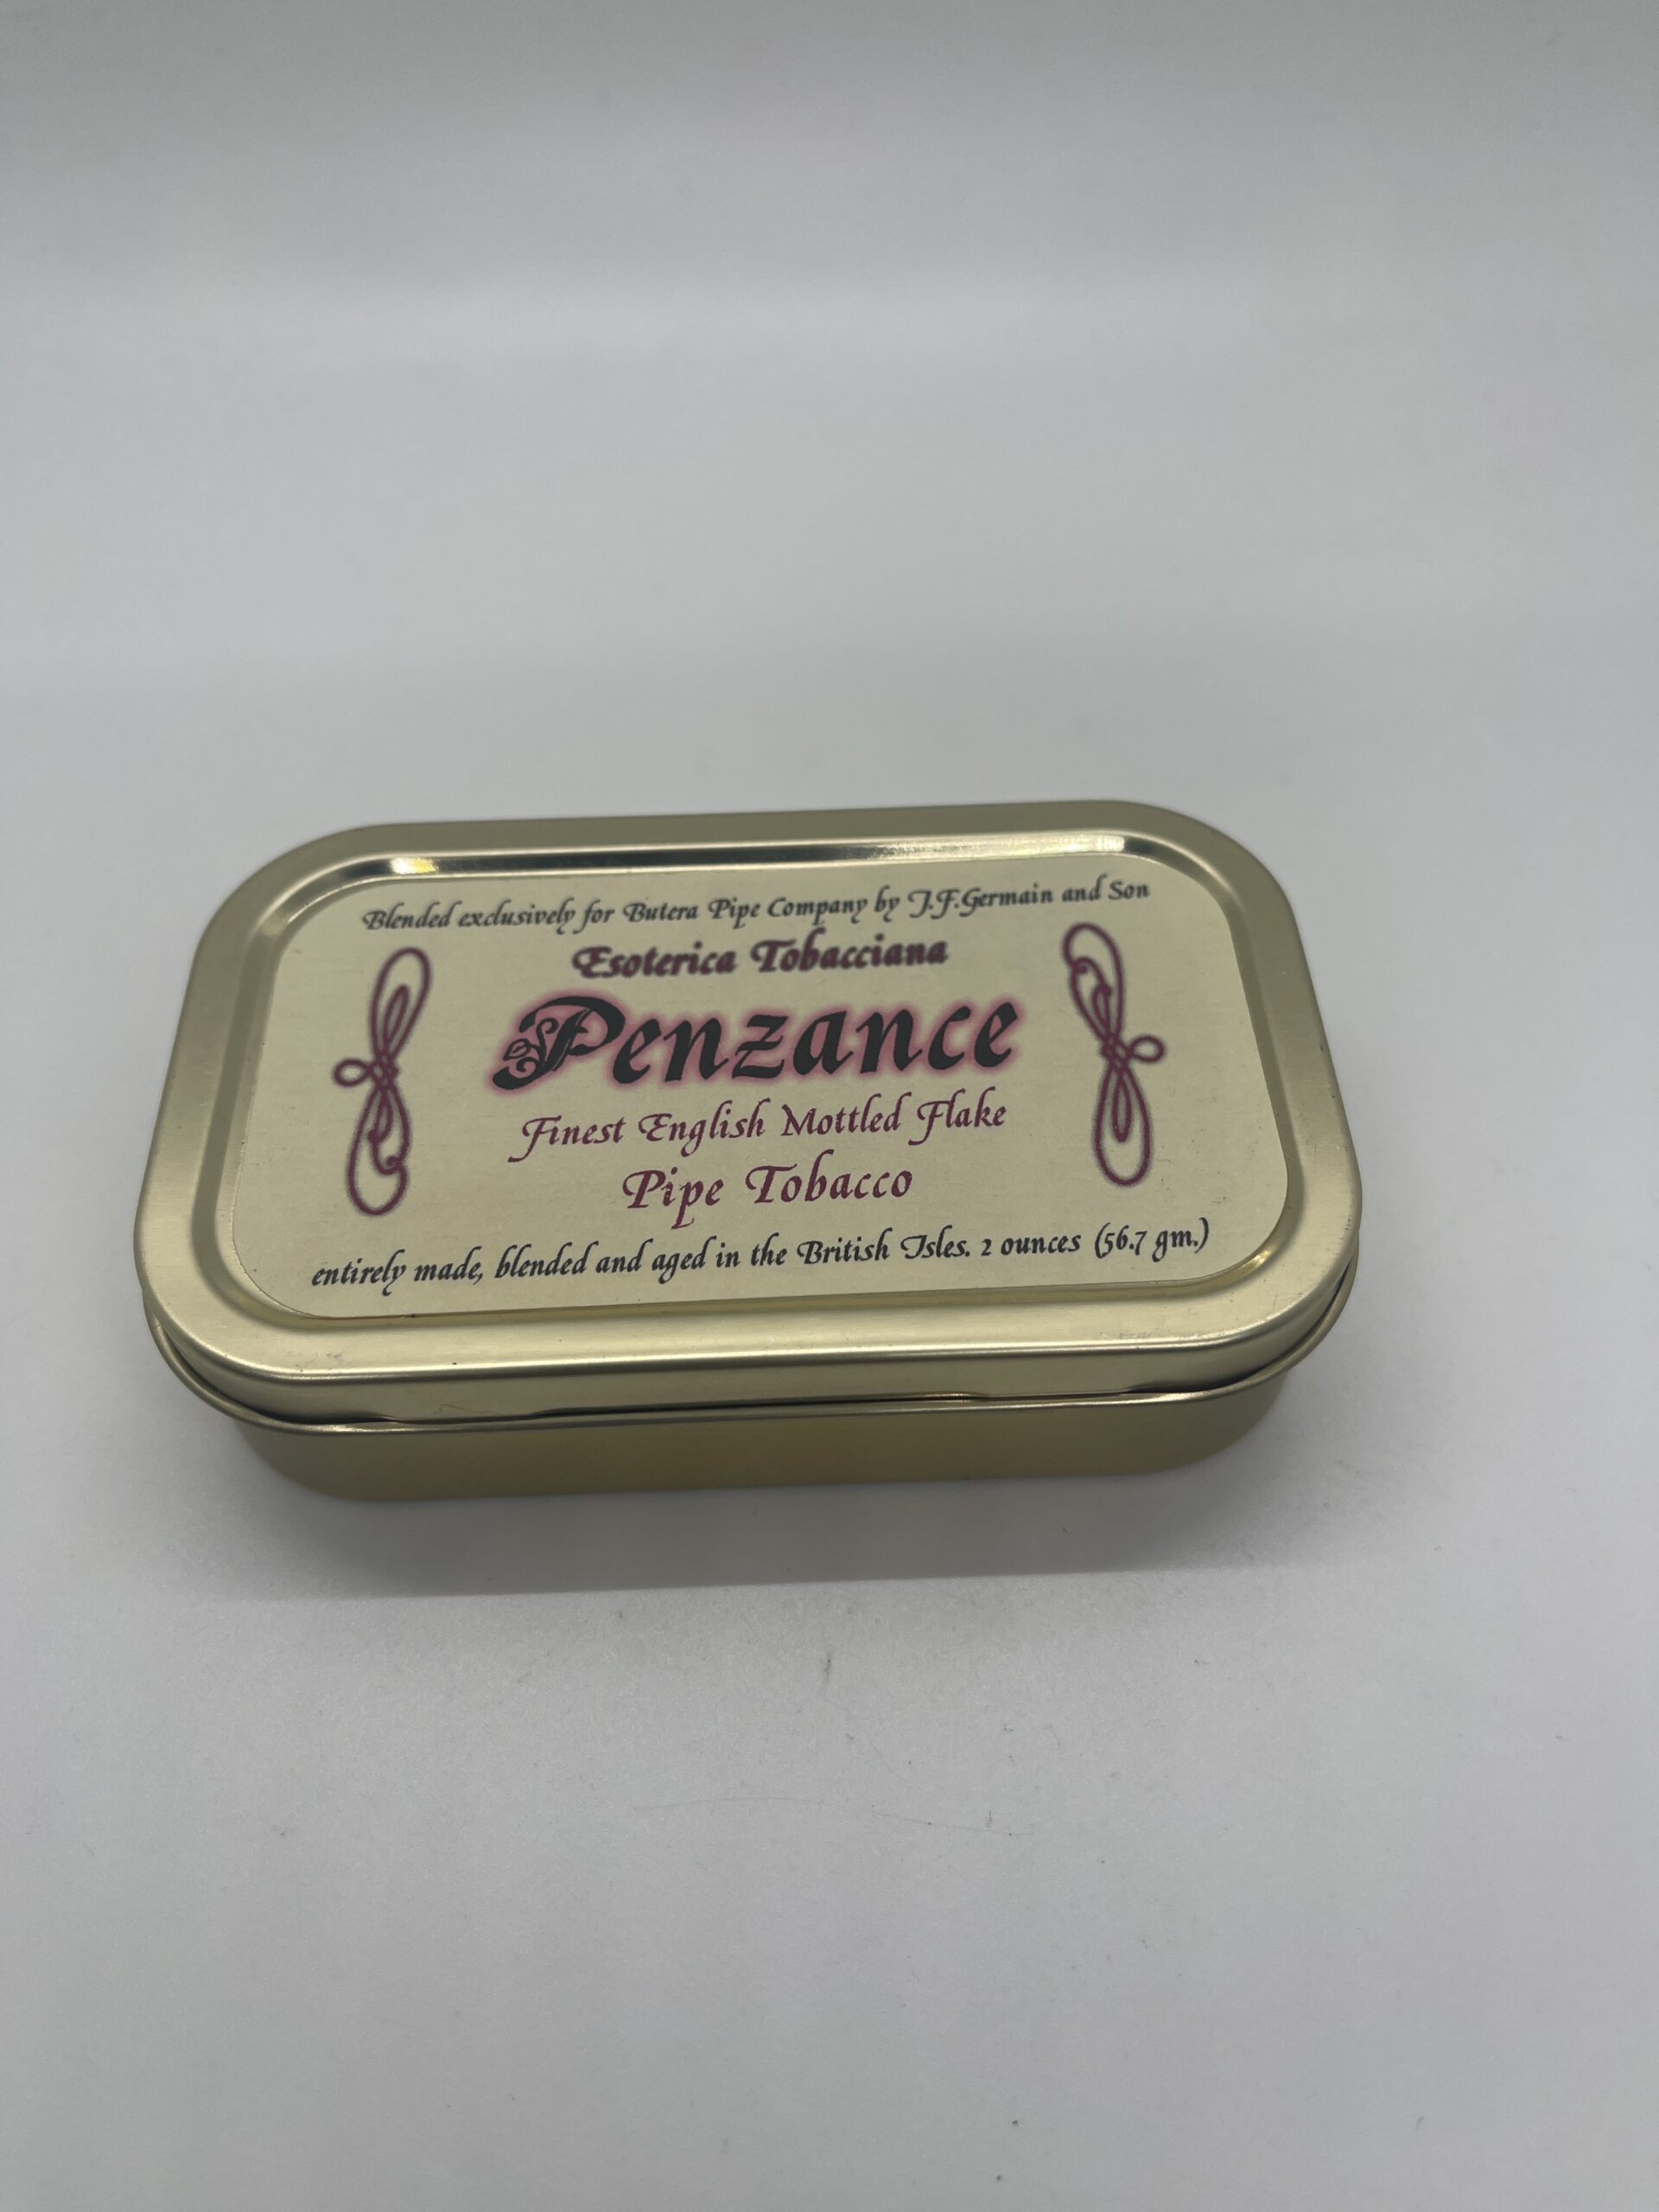 Blended exclusively for Butera Pipe Company by J.F.Germain and Son
Esoterica Tobacciana
Penzance
Finest English Mottled Flake
Pipe Tobacco
entirely made, blended and aged in the British Isles. 2 ounces (56.7 gm.)